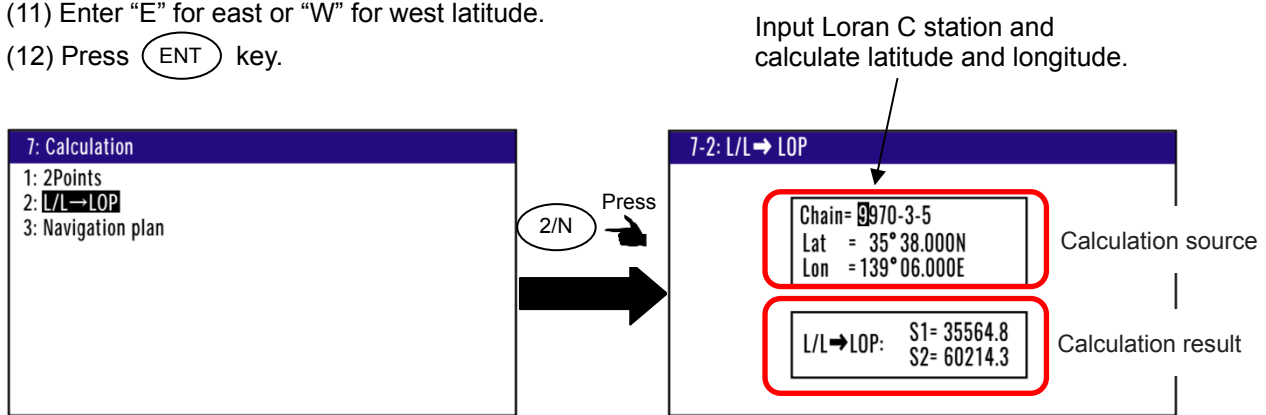 (11) Enter “E” for east or “W” for west latitude.
(12) Press ENT key.
Input Loran C station and
calculate latitude and longitude.
7: Calculation
1: 2Points
2: L/L→LOP
3: Navigation plan
2/N
Press
7-2: L/L➞ LOP
Chain= 9970-3-5
Lat = 35° 38.000N
Lon =139° 06.000E
Calculation source
L/L➞LOP: S1= 35564.8
S2= 60214.3
Calculation result